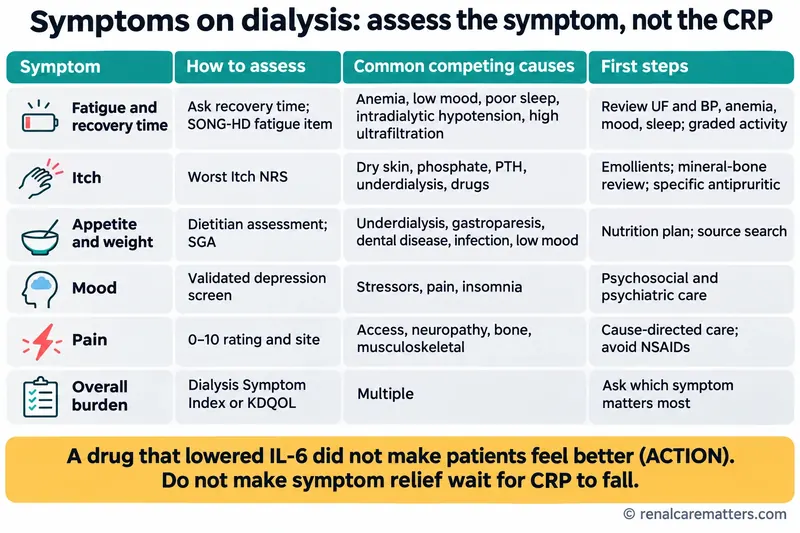 Symptoms on dialysis: assess the symptom, not the CRP
Symptom
How to assess
Common competing causes
First steps
Fatigue and
recovery time
Ask recovery time;
SONG-HD fatigue item
Anemia, low mood, poor sleep,
intradialytic hypotension, high
ultrafiltration
Review UF and BP, anemia,
mood, sleep; graded activity
Itch
Worst Itch NRS
Dry skin, phosphate, PTH,
underdialysis, drugs
Emollients; mineral-bone
review; specific antipruritic
Appetite
and weight
Dietitian assessment;
SGA
Underdialysis, gastroparesis,
dental disease, infection, low mood
Nutrition plan; source search
Mood
Validated depression
screen
Stressors, pain, insomnia
Psychosocial and
psychiatric care
Pain
0–10 rating and site
Access, neuropathy, bone,
musculoskeletal
Cause-directed care;
avoid NSAIDs
Overall
burden
Dialysis Symptom
Index or KDQOL
Multiple
Ask which symptom
matters most
A drug that lowered IL-6 did not make patients feel better (ACTION).
Do not make symptom relief wait for CRP to fall.
© renalcarematters.com